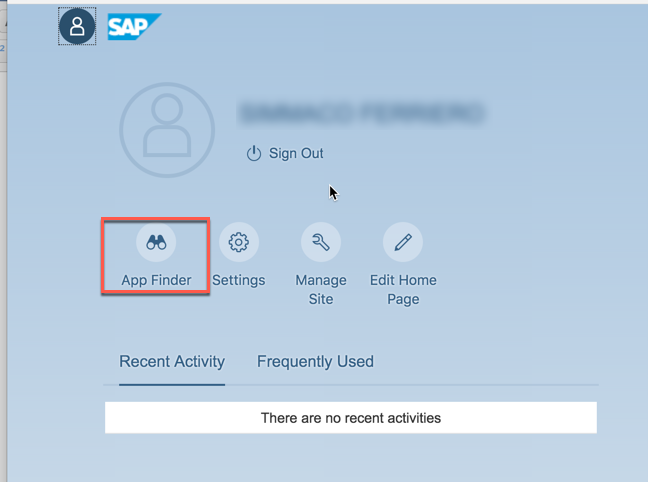 SAP
Sign Out
App Finder
Settings
Manage
Site
Edit Home
Page
Recent Activity
Frequently Used
There are no recent activities